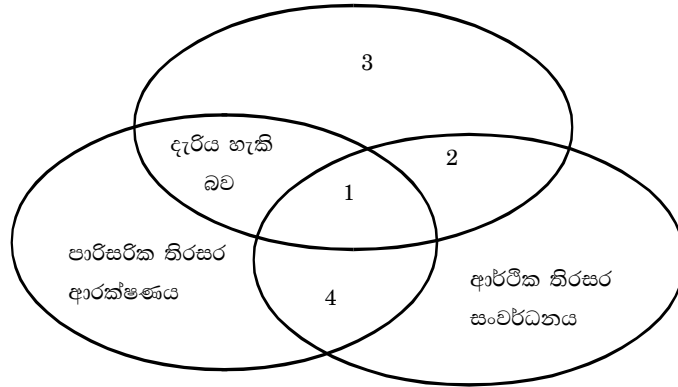 3
දැරිය හැකි
බව
2
1
පාරිසරික තිරසර
ආරක්ෂණය
ආර්ථික තිරසර
සංවර්ධනය
4